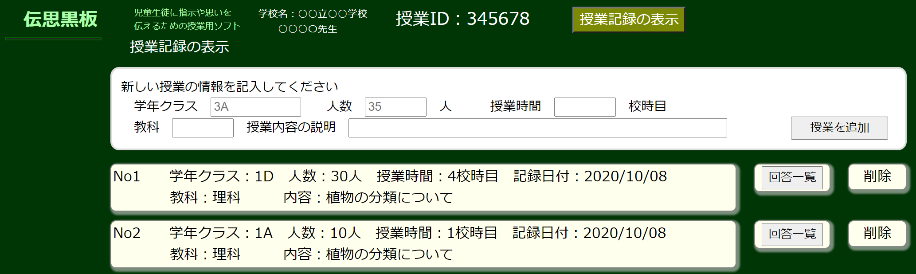 伝思黒板
児童生徒に指示や思いを
伝えるための授業用ソフト
学校名：○○立○○学校
○○○○先生
授業ID：345678
授業記録の表示
授業記録の表示
新しい授業の情報を記入してください
学年クラス 3A 人数 35 人 授業時間 校時目
教科 授業内容の説明 授業を追加
No1 学年クラス：1D 人数：30人 授業時間：4校時目 記録日付：2020/10/08 回答一覧 削除
教科：理科 内容：植物の分類について
No2 学年クラス：1A 人数：10人 授業時間：1校時目 記録日付：2020/10/08 回答一覧 削除
教科：理科 内容：植物の分類について